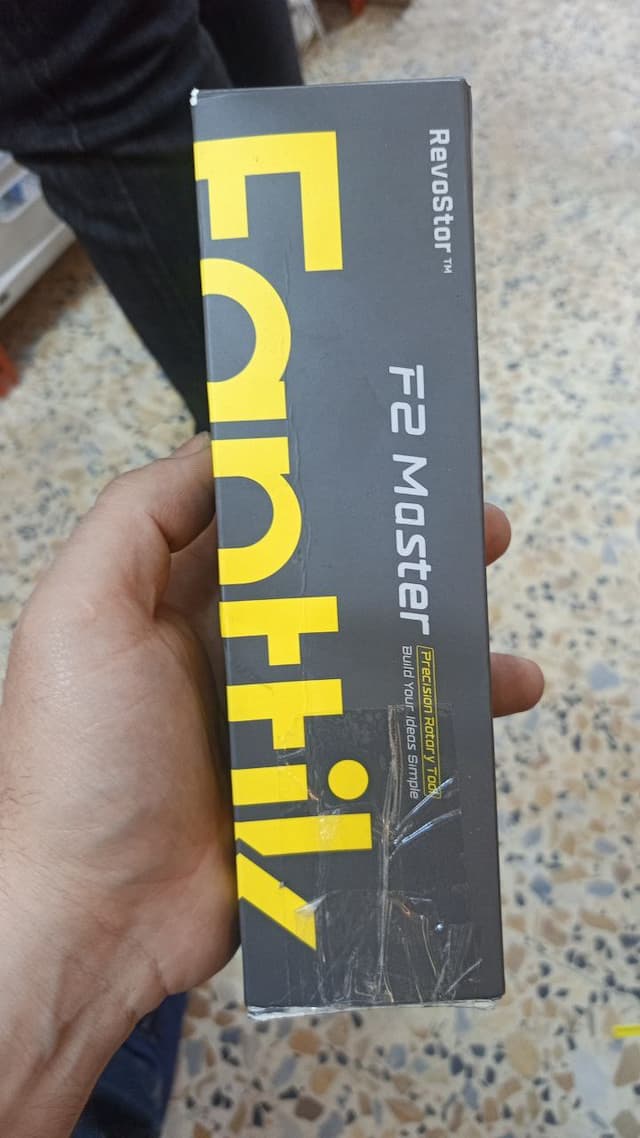 RevoStor™
F2 Master
Precision Rotary Tool
Build Your Ideas Simple
Fanttik